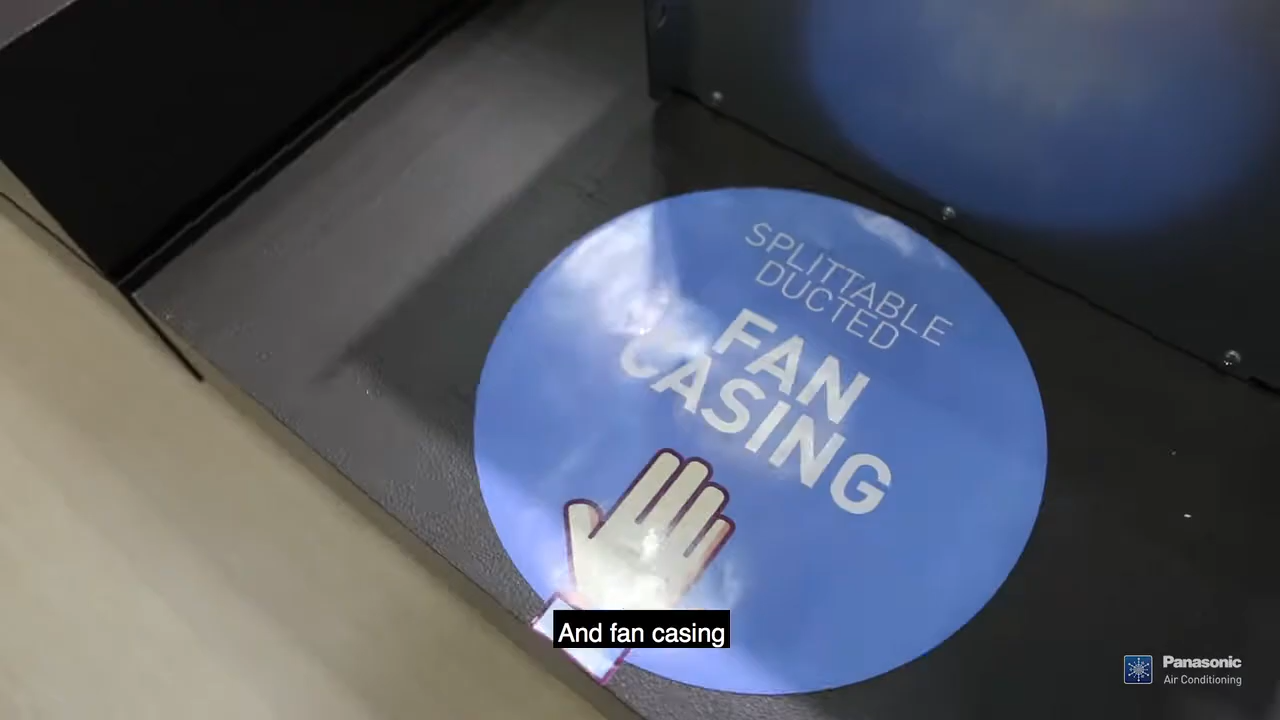 SPLITTABLE
DUCTED
FAN
CASING
And fan casing
Panasonic
Air Conditioning